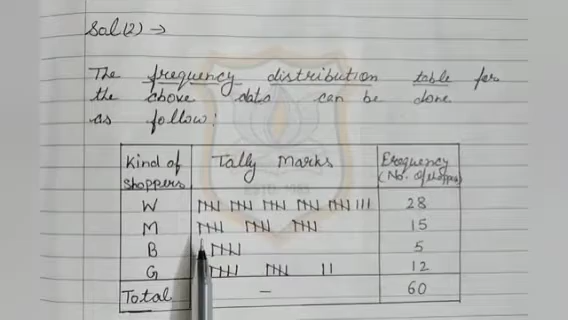 Sol(2) →
The frequency distribution table for
the above data can be done
as follow:
Kind of shoppers Tally Marks Frequency (No. of shoppers)
W 𝍸 𝍸 𝍸 𝍸 𝍸 ||| 28
M 𝍸 𝍸 𝍸 15
B 𝍸 5
G 𝍸 𝍸 || 12
Total — 60